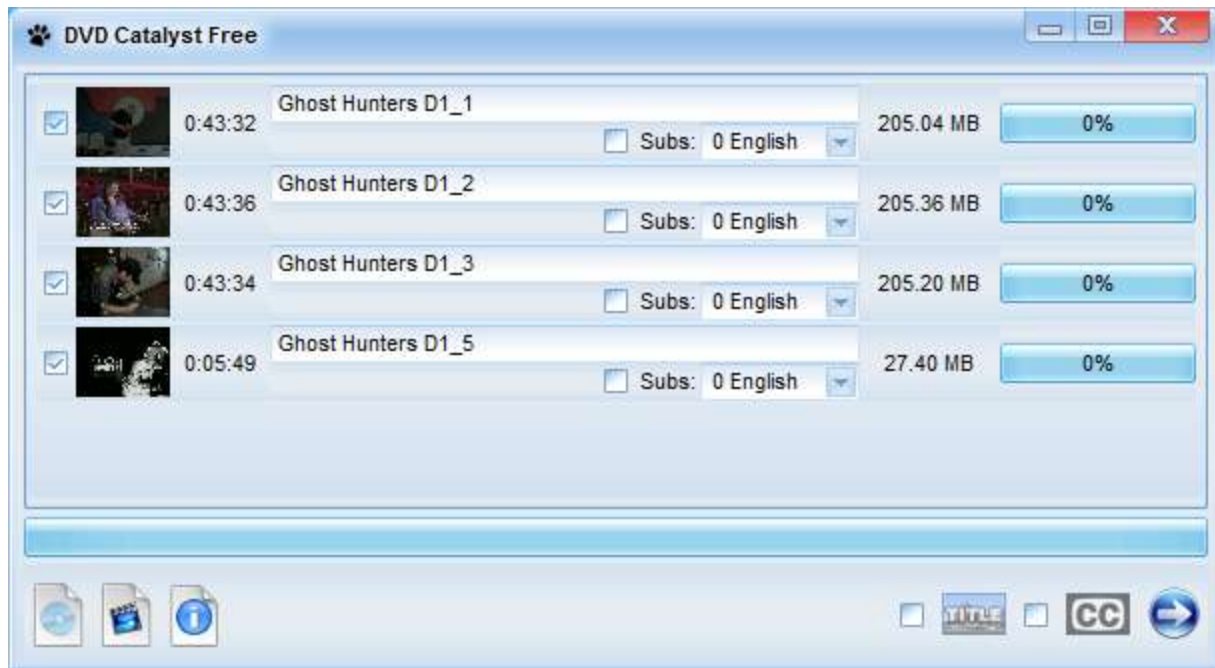 DVD Catalyst Free
0:43:32
Ghost Hunters D1_1
Subs: 0 English
205.04 MB
0%
0:43:36
Ghost Hunters D1_2
Subs: 0 English
205.36 MB
0%
0:43:34
Ghost Hunters D1_3
Subs: 0 English
205.20 MB
0%
0:05:49
Ghost Hunters D1_5
Subs: 0 English
27.40 MB
0%
TITLE
CC